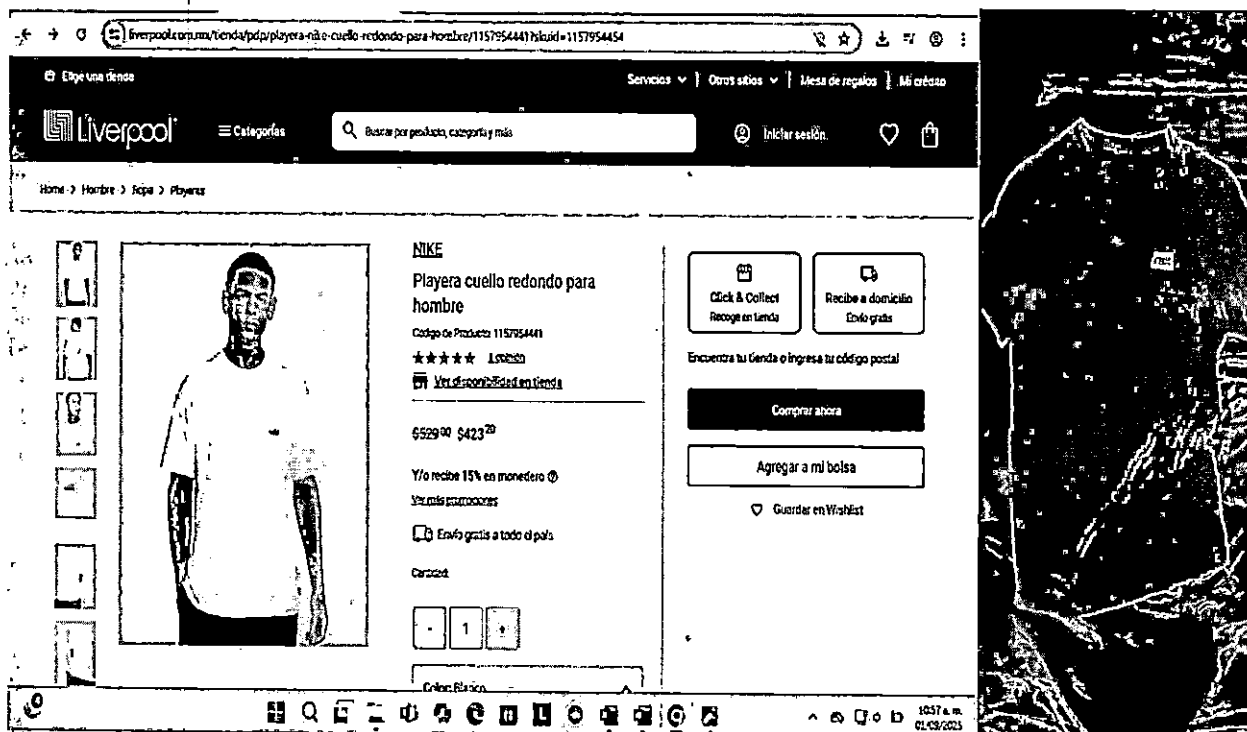 liverpool.com.mx/tienda/pdp/playera-nike-cuello-redondo-para-hombre/1157954441?skuid=1157954454
Elige una tienda
Servicios | Otros sitios | Mesa de regalos | Mi crédito
Liverpool
Categorías
Buscar por producto, categoría y más
Iniciar sesión
Home > Hombre > Ropa > Playeras
NIKE
Playera cuello redondo para
hombre
Código de Producto: 1157954441
1 opinión
Ver disponibilidad en tienda
$529.00 $423.20
Y/o recibe 15% en monedero
Ver más promociones
Envío gratis a todo el país
Cantidad:
- 1 +
Color: Blanco
Click & Collect
Recoge en tienda
Recibe a domicilio
Envío gratis
Encuentra tu tienda o ingresa tu código postal
Comprar ahora
Agregar a mi bolsa
Guardar en Wishlist
10:57 a.m.